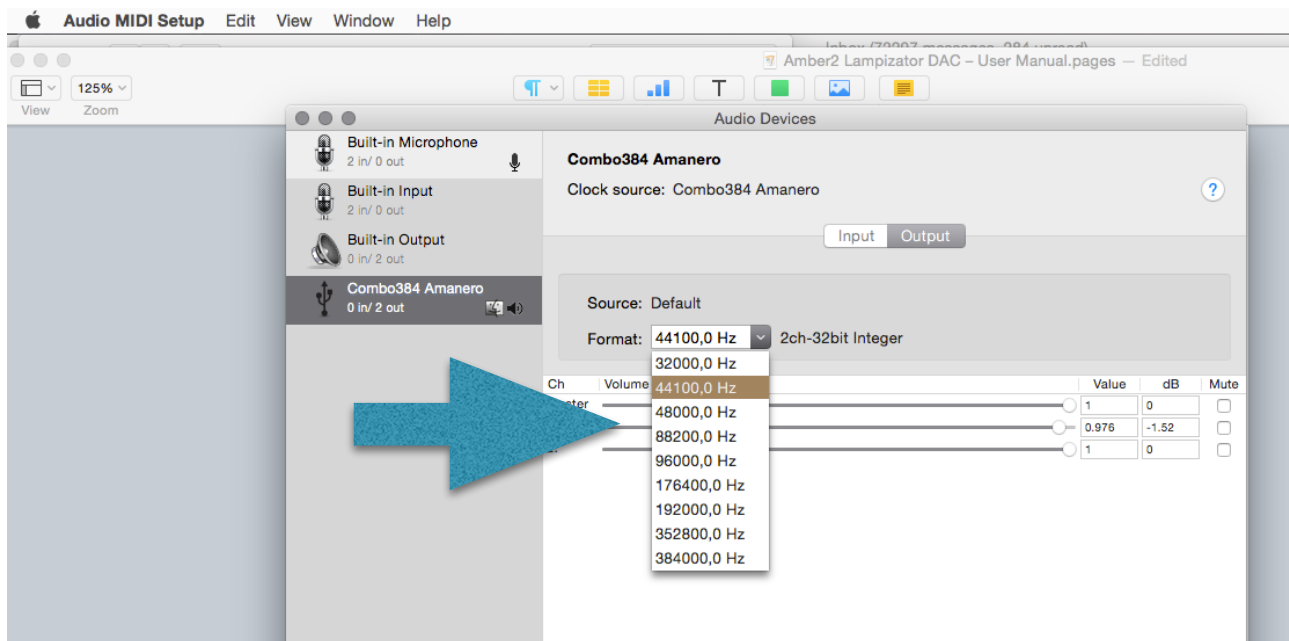 Audio MIDI Setup Edit View Window Help
Inbox (72297 messages, 284 unread)
Amber2 Lampizator DAC – User Manual.pages — Edited
125%
View Zoom
T
Audio Devices
Built-in Microphone
2 in/ 0 out
Built-in Input
2 in/ 0 out
Built-in Output
0 in/ 2 out
Combo384 Amanero
0 in/ 2 out
Combo384 Amanero
Clock source: Combo384 Amanero
?
Input Output
Source: Default
Format: 44100,0 Hz 2ch-32bit Integer
32000,0 Hz
44100,0 Hz
48000,0 Hz
88200,0 Hz
96000,0 Hz
176400,0 Hz
192000,0 Hz
352800,0 Hz
384000,0 Hz
Ch Volume Value dB Mute
1 0
0.976 -1.52
1 0